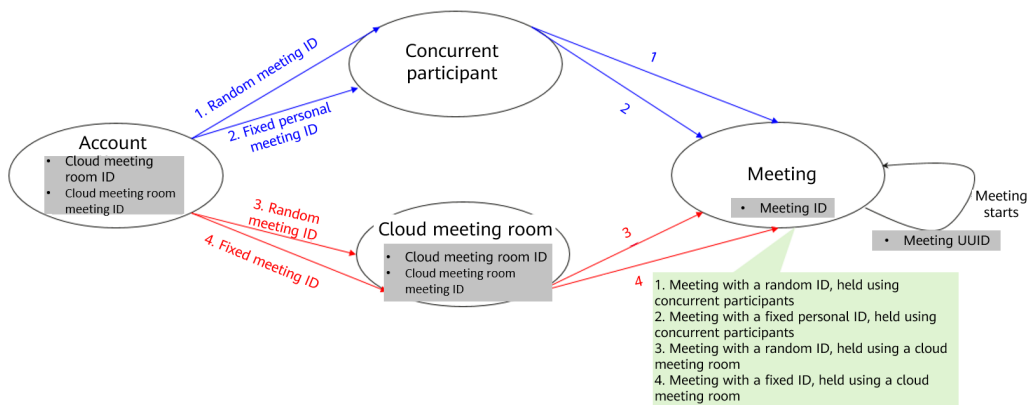 1. Random meeting ID
Concurrent
participant
1
2
2. Fixed personal
meeting ID
Account
• Cloud meeting
room ID
• Cloud meeting room
meeting ID
Meeting
• Meeting ID
Meeting
starts
• Meeting UUID
3. Random
meeting ID
4. Fixed meeting ID
Cloud meeting room
• Cloud meeting room ID
• Cloud meeting room
meeting ID
3
4
1. Meeting with a random ID, held using
concurrent participants
2. Meeting with a fixed personal ID, held using
concurrent participants
3. Meeting with a random ID, held using a cloud
meeting room
4. Meeting with a fixed ID, held using a cloud
meeting room